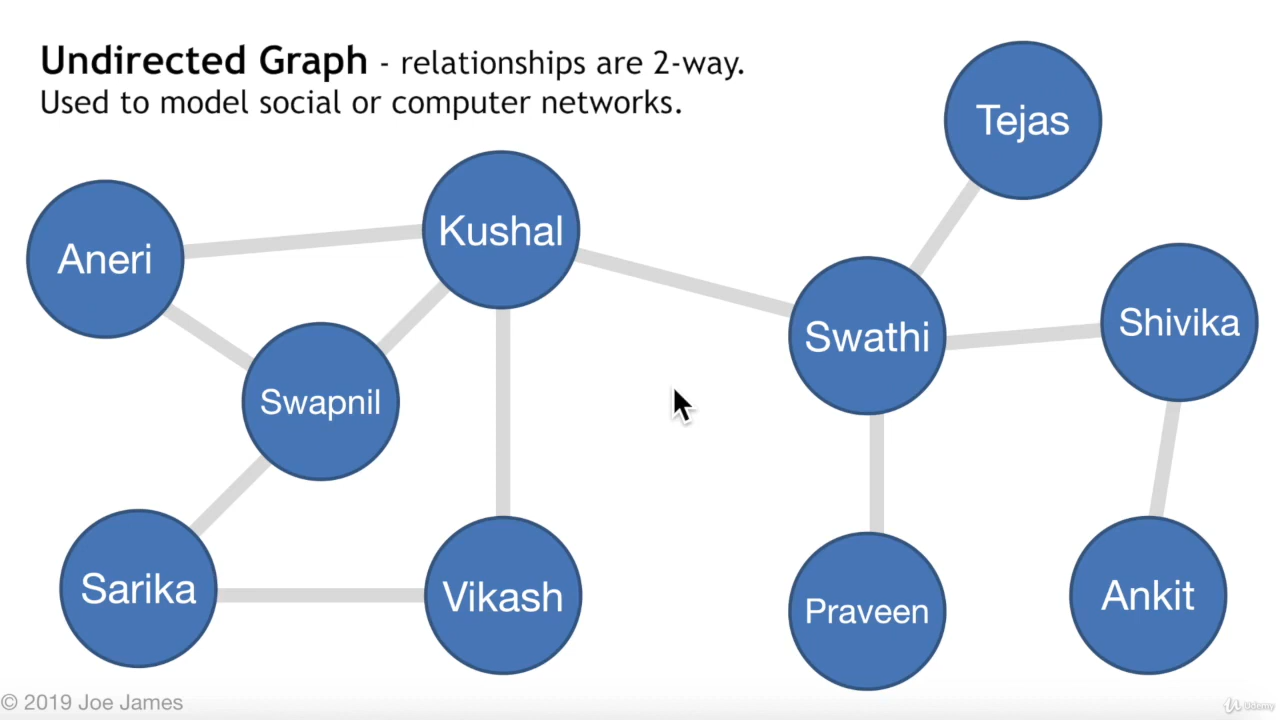 Undirected Graph - relationships are 2-way.
Used to model social or computer networks.
Tejas
Kushal
Aneri
Swathi
Shivika
Swapnil
Sarika
Vikash
Praveen
Ankit
© 2019 Joe James
Udemy